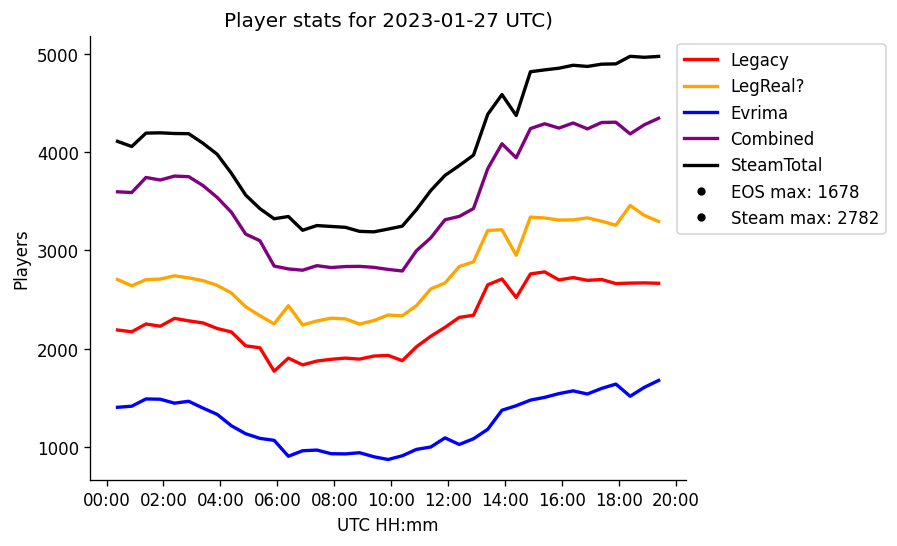 Player stats for 2023-01-27 UTC)
5000
4000
3000
2000
1000
Players
00:00 02:00 04:00 06:00 08:00 10:00 12:00 14:00 16:00 18:00 20:00
UTC HH:mm
Legacy
LegReal?
Evrima
Combined
SteamTotal
EOS max: 1678
Steam max: 2782